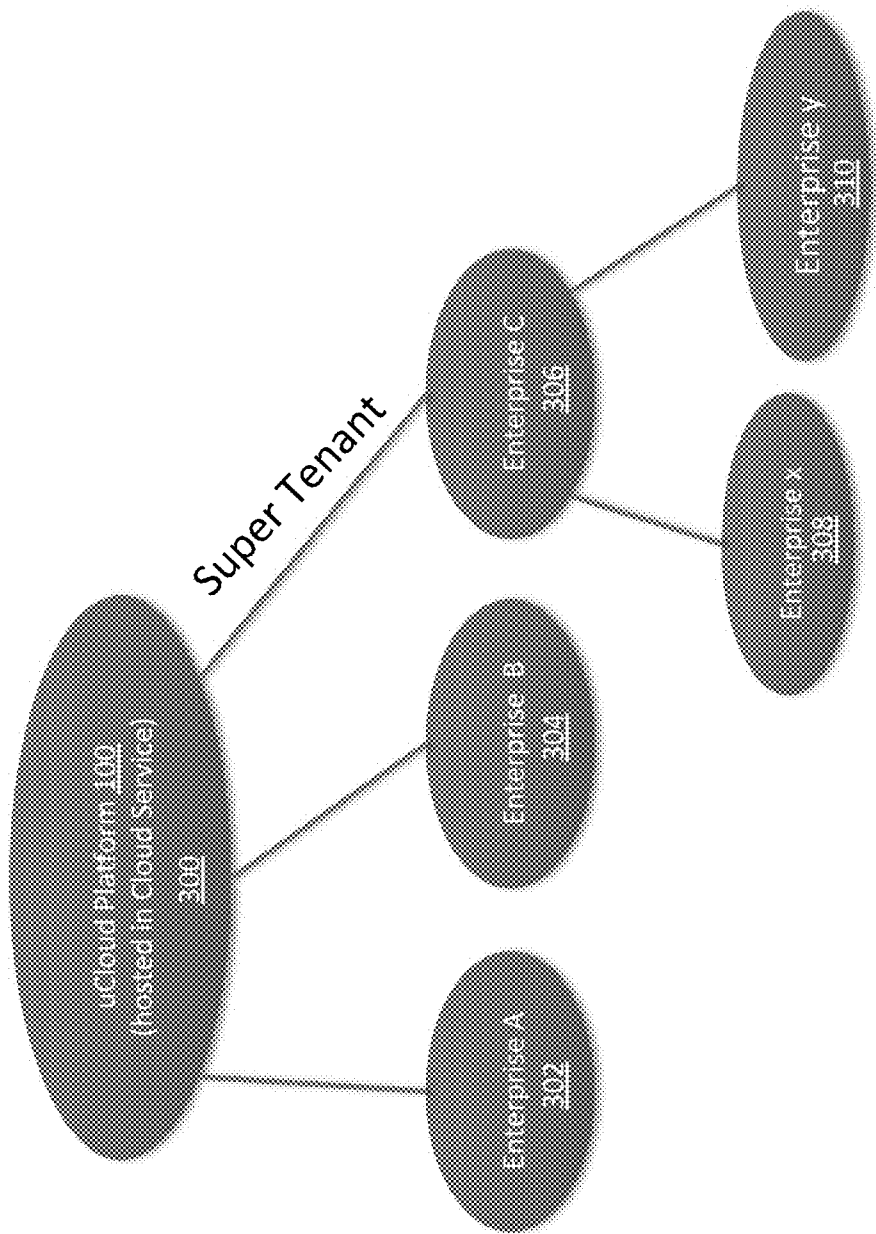 uCloud Platform 100
(hosted in Cloud Service)
300
Super Tenant
Enterprise A
302
Enterprise B
304
Enterprise C
306
Enterprise x
308
Enterprise y
310